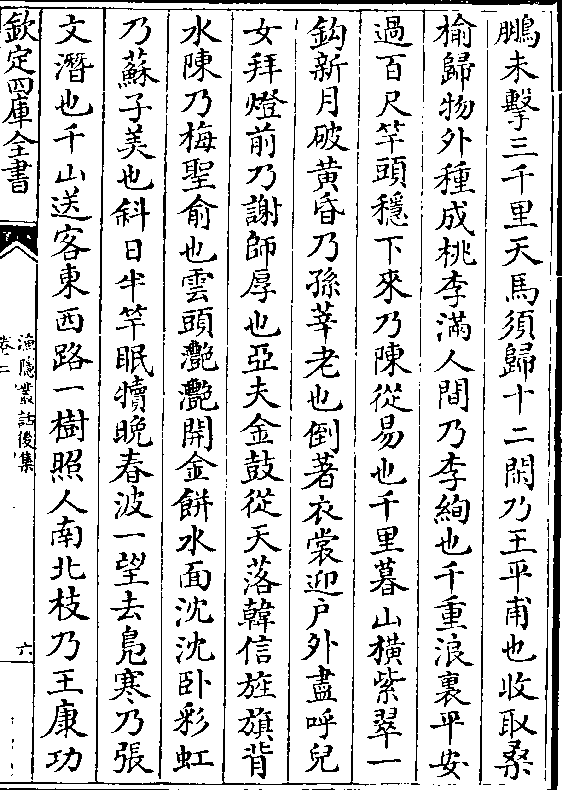 鵬未擊三千里天馬須歸十二閑乃王平甫也收取桑
榆歸物外種成桃李滿人間乃李絢也千重浪裏平安
過百尺竿頭穩下來乃陳從易也千里暮山横紫翠一
鈎新月破黄昏乃孫莘老也倒著衣裳迎户外盡呼兒
女拜燈前乃謝師厚也亞夫金鼓從天落韓信旌旗背
水陳乃梅聖俞也雲頭灎灎開金餅水面沈沈卧彩虹
乃蘇子美也斜日半竿眠犢晚春波一望去鳬寒乃張
文潛也千山送客東西路一樹照人南北枝乃王康功
欽定四庫全書
漁隱叢話後集
卷二
六